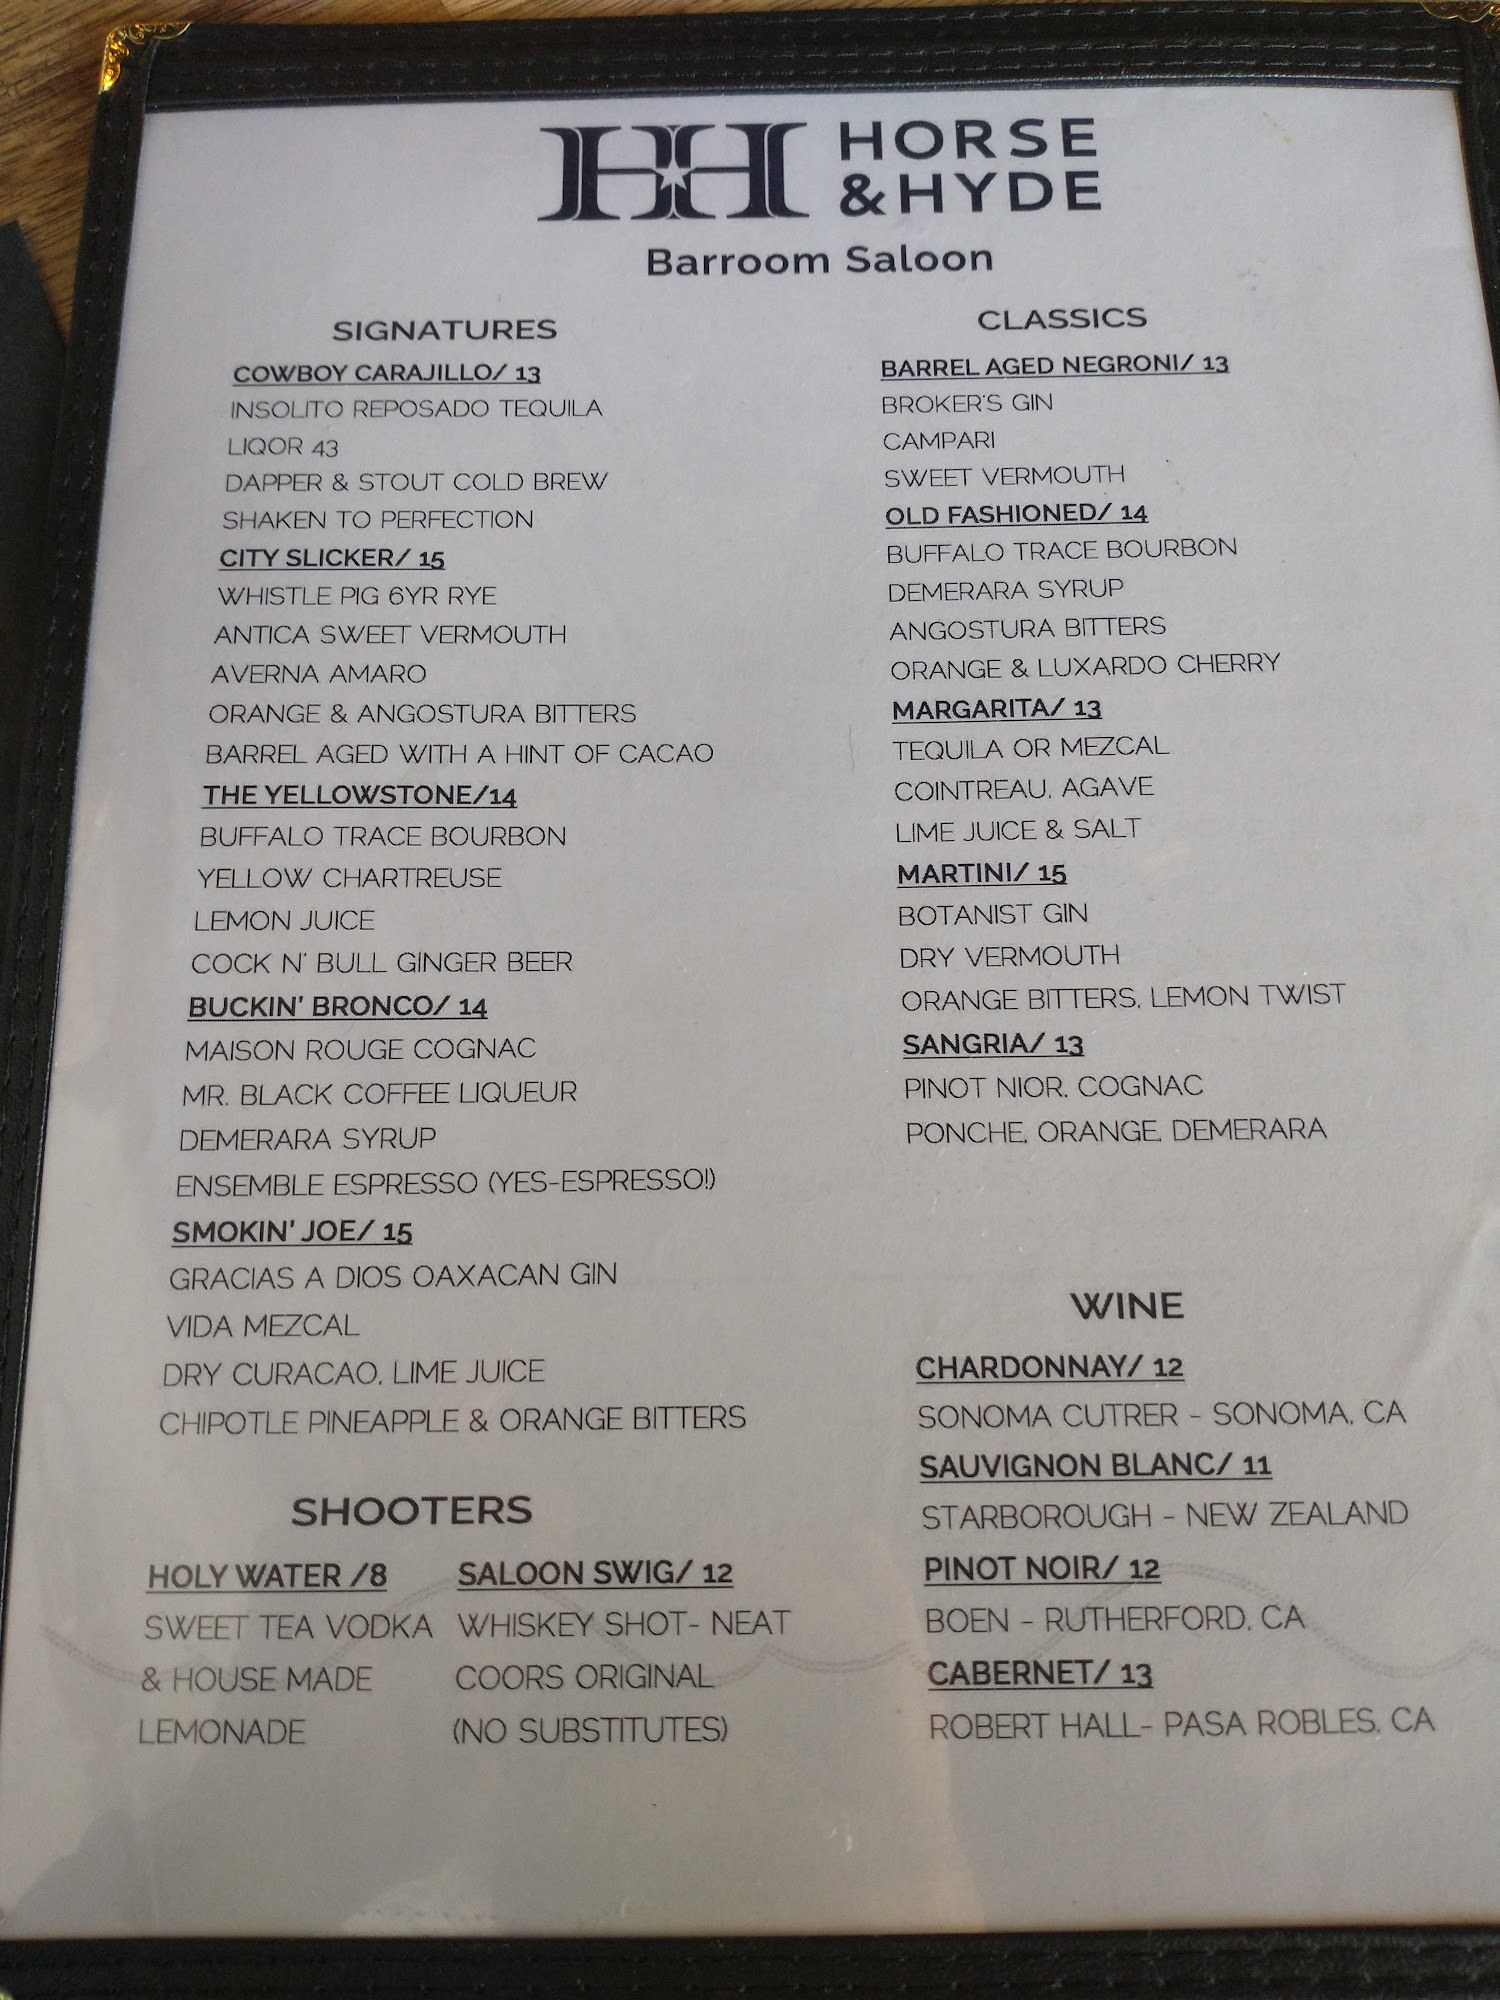 HH HORSE
& HYDE
Barroom Saloon
SIGNATURES
COWBOY CARAJILLO/ 13
INSOLITO REPOSADO TEQUILA
LIQOR 43
DAPPER & STOUT COLD BREW
SHAKEN TO PERFECTION
CITY SLICKER/ 15
WHISTLE PIG 6YR RYE
ANTICA SWEET VERMOUTH
AVERNA AMARO
ORANGE & ANGOSTURA BITTERS
BARREL AGED WITH A HINT OF CACAO
THE YELLOWSTONE/14
BUFFALO TRACE BOURBON
YELLOW CHARTREUSE
LEMON JUICE
COCK N' BULL GINGER BEER
BUCKIN' BRONCO/ 14
MAISON ROUGE COGNAC
MR. BLACK COFFEE LIQUEUR
DEMERARA SYRUP
ENSEMBLE ESPRESSO (YES-ESPRESSO!)
SMOKIN' JOE/ 15
GRACIAS A DIOS OAXACAN GIN
VIDA MEZCAL
DRY CURACAO, LIME JUICE
CHIPOTLE PINEAPPLE & ORANGE BITTERS
SHOOTERS
HOLY WATER /8
SWEET TEA VODKA
& HOUSE MADE
LEMONADE
SALOON SWIG/ 12
WHISKEY SHOT- NEAT
COORS ORIGINAL
(NO SUBSTITUTES)
CLASSICS
BARREL AGED NEGRONI/ 13
BROKER'S GIN
CAMPARI
SWEET VERMOUTH
OLD FASHIONED/ 14
BUFFALO TRACE BOURBON
DEMERARA SYRUP
ANGOSTURA BITTERS
ORANGE & LUXARDO CHERRY
MARGARITA/ 13
TEQUILA OR MEZCAL
COINTREAU, AGAVE
LIME JUICE & SALT
MARTINI/ 15
BOTANIST GIN
DRY VERMOUTH
ORANGE BITTERS, LEMON TWIST
SANGRIA/ 13
PINOT NIOR, COGNAC
PONCHE, ORANGE, DEMERARA
WINE
CHARDONNAY/ 12
SONOMA CUTRER - SONOMA, CA
SAUVIGNON BLANC/ 11
STARBOROUGH - NEW ZEALAND
PINOT NOIR/ 12
BOEN - RUTHERFORD, CA
CABERNET/ 13
ROBERT HALL- PASA ROBLES, CA